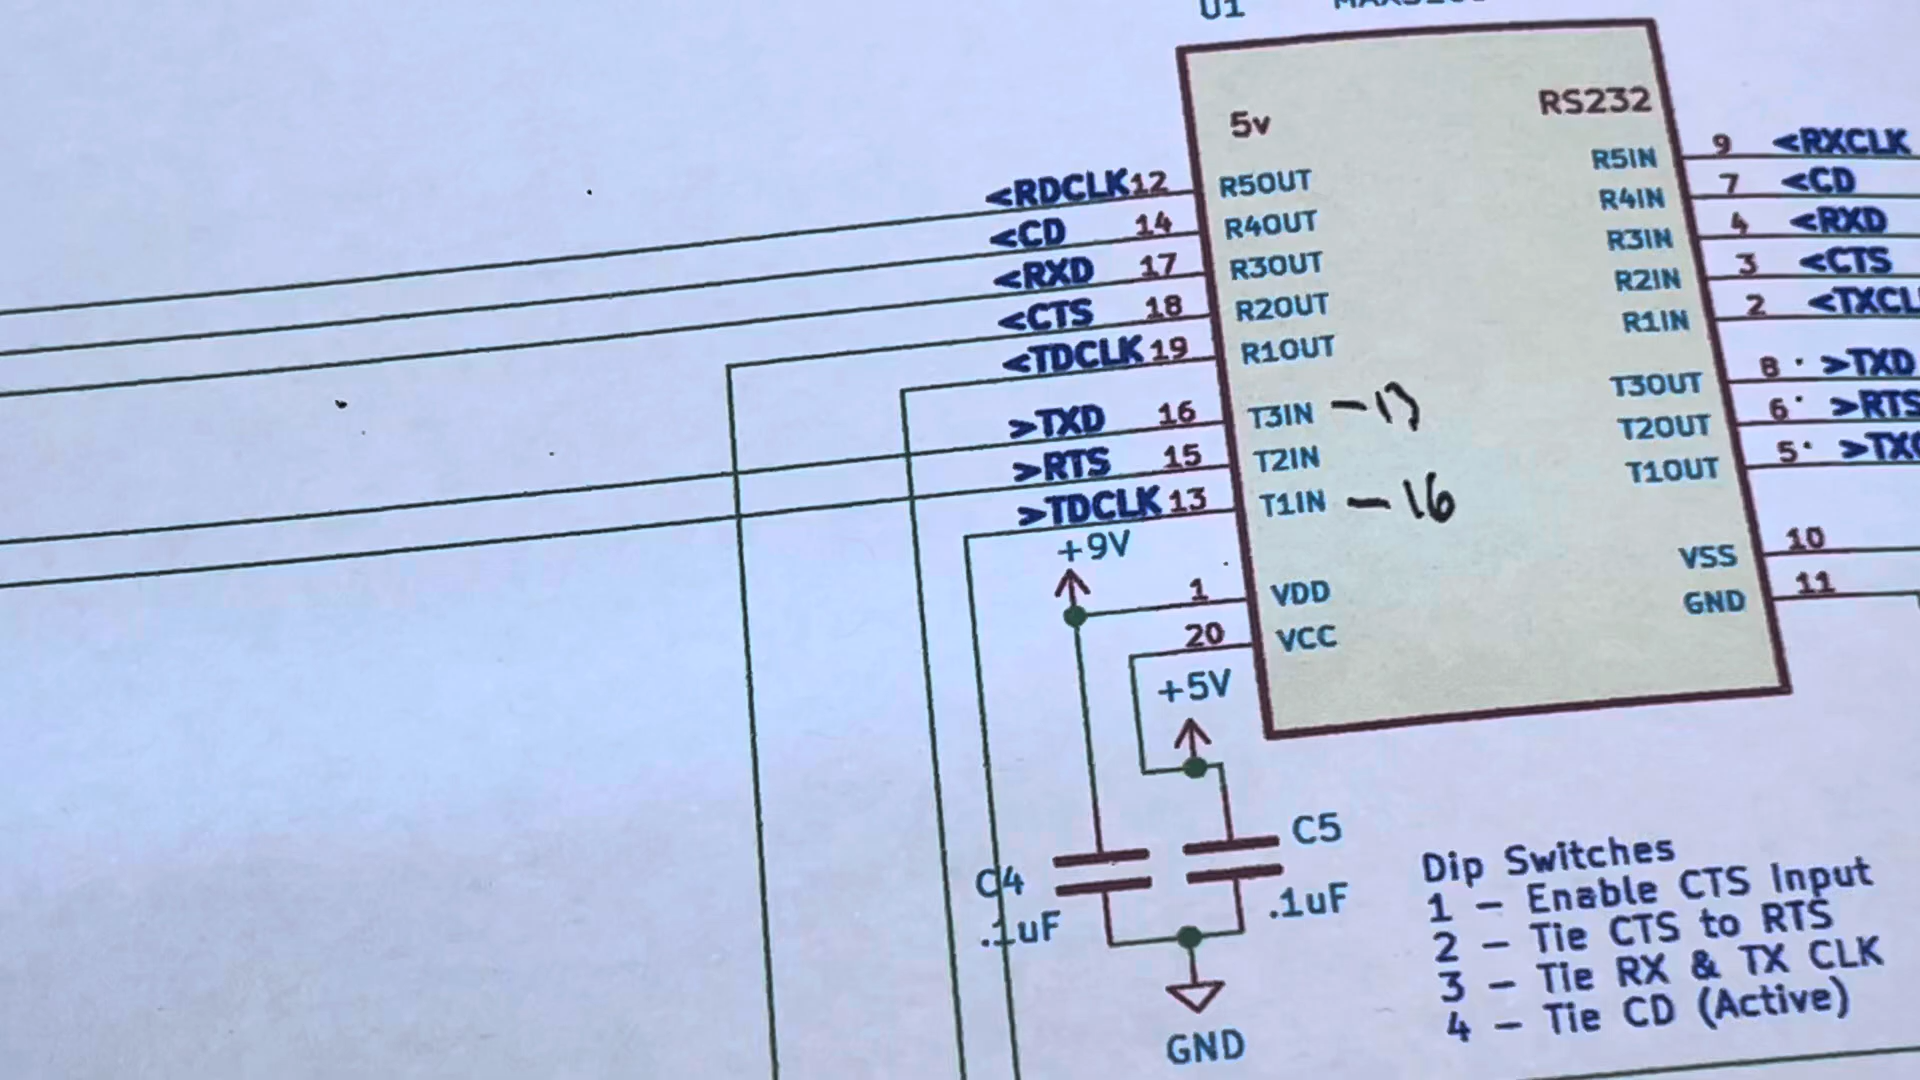 U1
5v RS232
<RDCLK 12 R5OUT R5IN 9 <RXCLK
<CD 14 R4OUT R4IN 7 <CD
<RXD 17 R3OUT R3IN 4 <RXD
<CTS 18 R2OUT R2IN 3 <CTS
<TDCLK 19 R1OUT R1IN 2
>TXD 16 T3IN -13 T3OUT 8 >TXD
>RTS 15 T2IN T2OUT 6 >RTS
>TDCLK 13 T1IN -16 T1OUT 5
+9V
1 VDD VSS 10
20 VCC GND 11
+5V
C4 .1uF
C5 .1uF
GND
Dip Switches
1 - Enable CTS Input
2 - Tie CTS to RTS
3 - Tie RX & TX CLK
4 - Tie CD (Active)